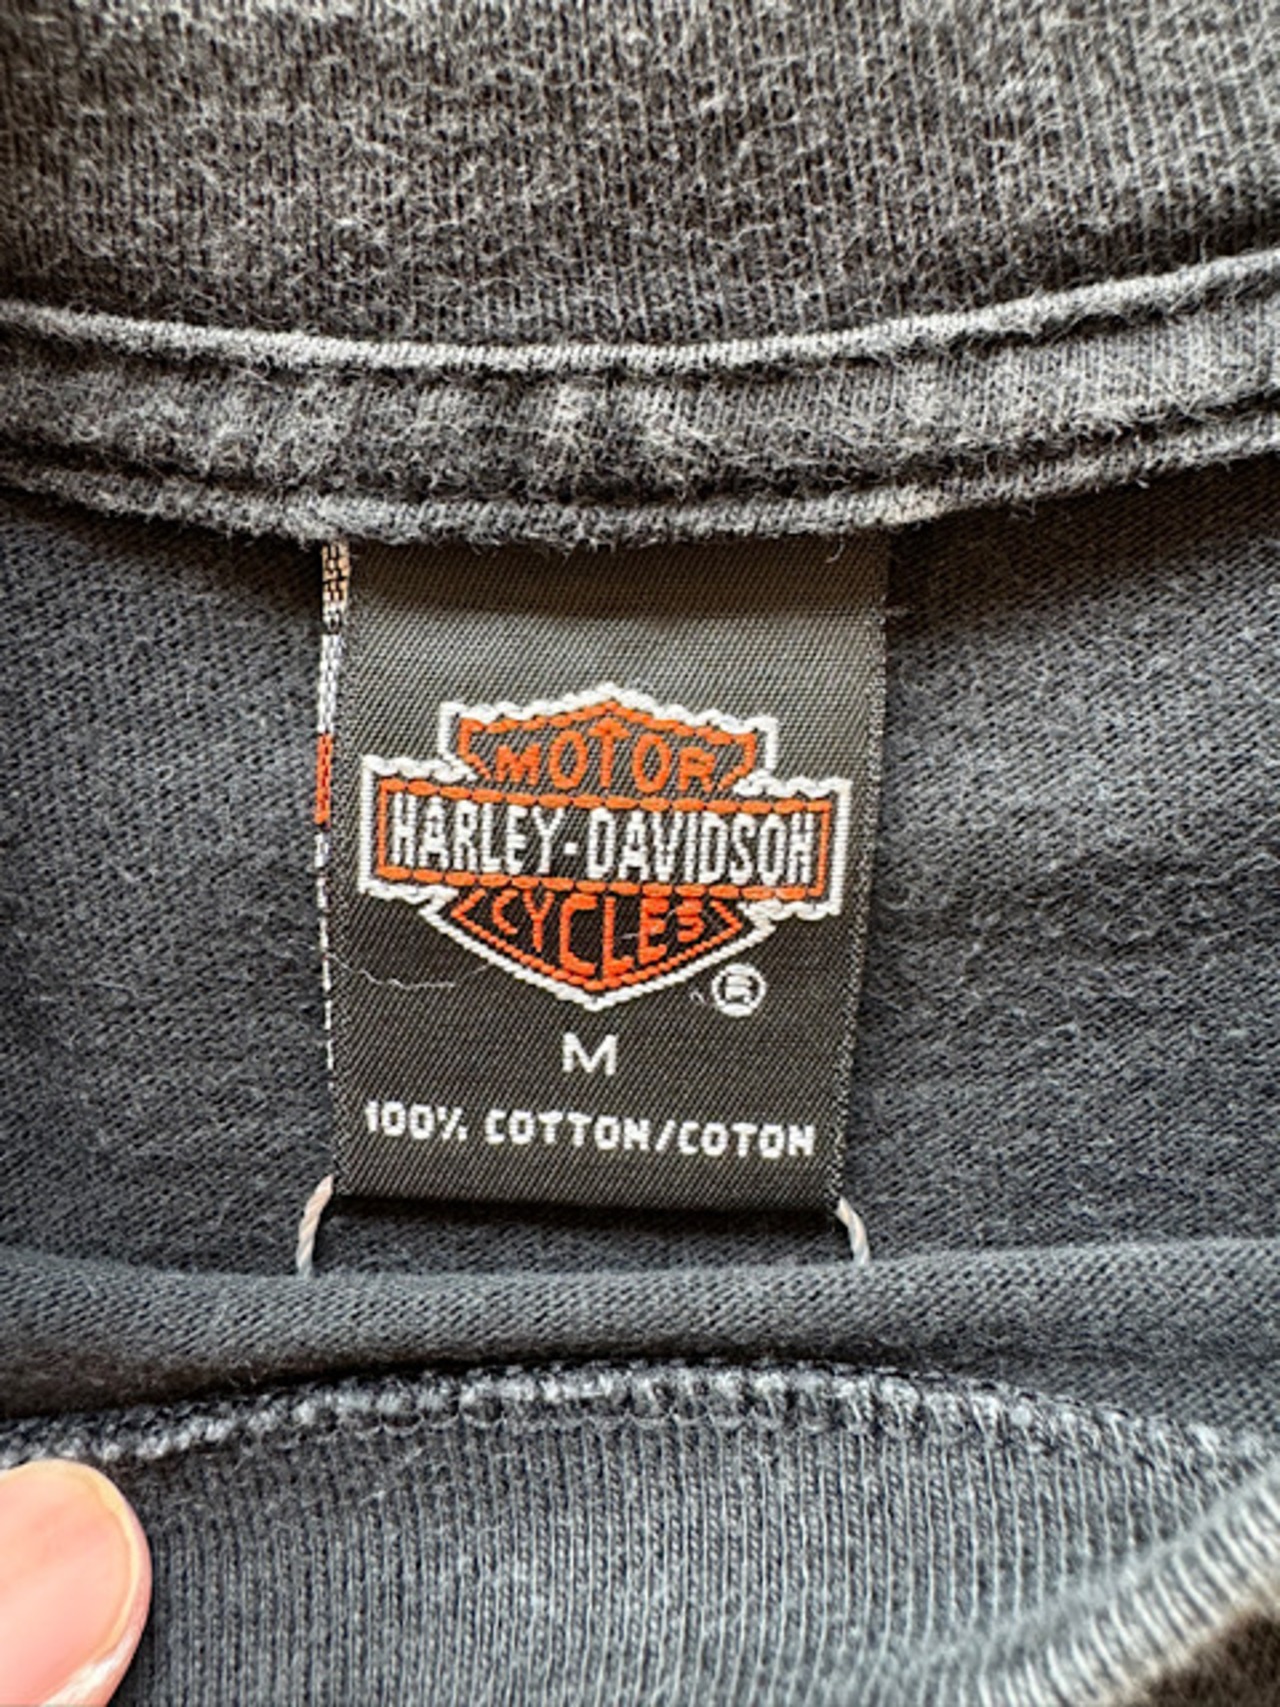 MOTOR
HARLEY-DAVIDSON
CYCLES
®
M
100% COTTON/COTON